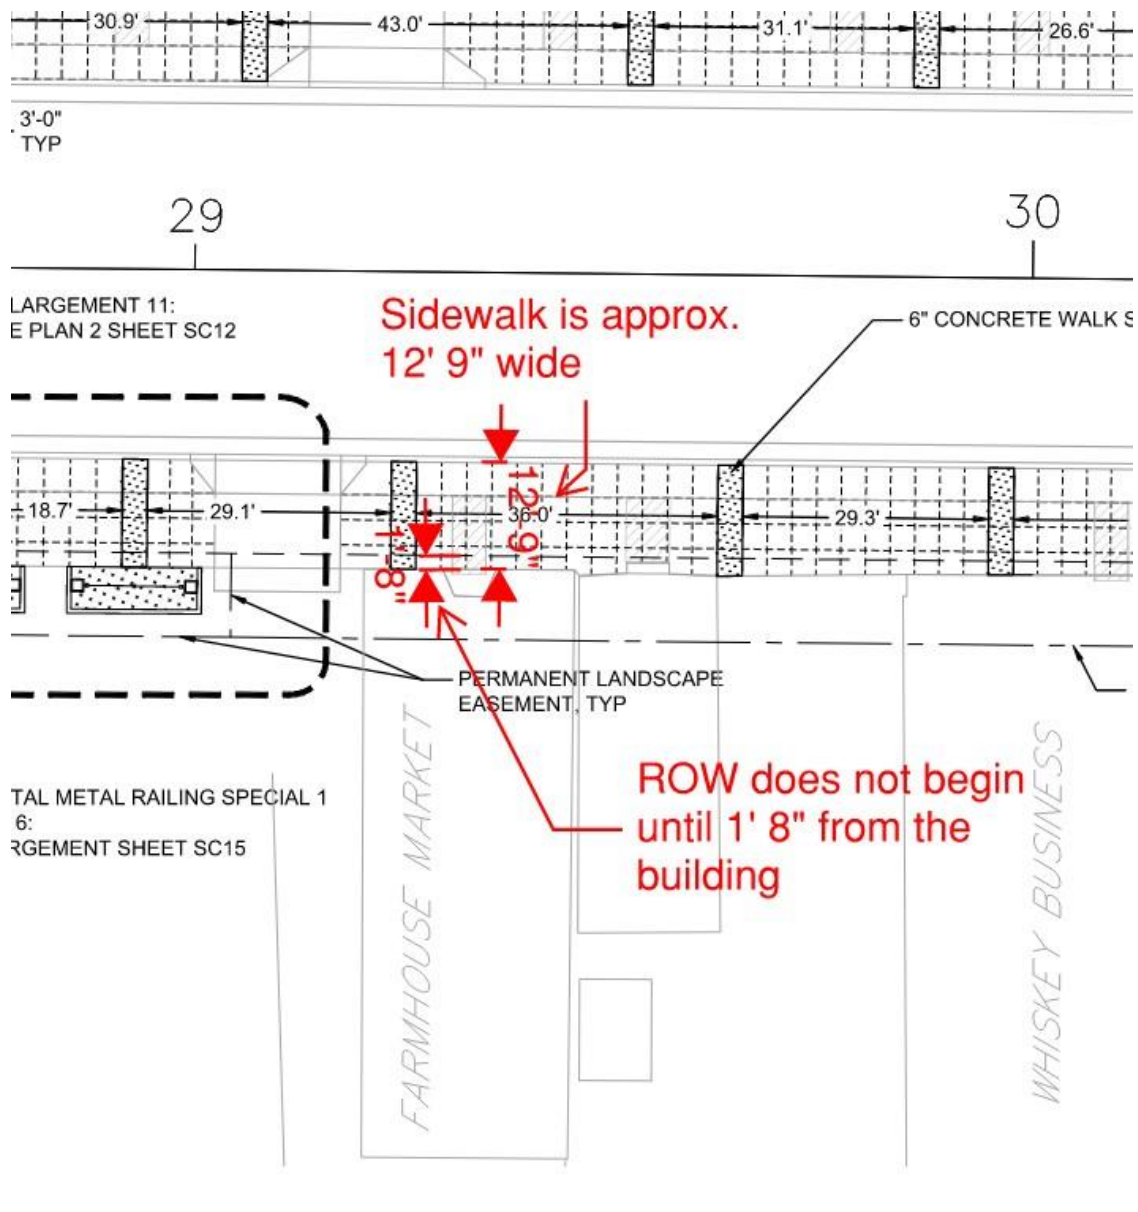 30.9'
43.0'
31.1'
26.6'
3'-0"
TYP
29
30
LARGEMENT 11:
E PLAN 2 SHEET SC12
Sidewalk is approx.
12' 9" wide
6" CONCRETE WALK S
18.7'
29.1'
36.0'
29.3'
12'-9"
1'-8"
PERMANENT LANDSCAPE
EASEMENT, TYP
ROW does not begin
until 1' 8" from the
building
TAL METAL RAILING SPECIAL 1
6:
RGEMENT SHEET SC15
FARMHOUSE MARKET
WHISKEY BUSINESS